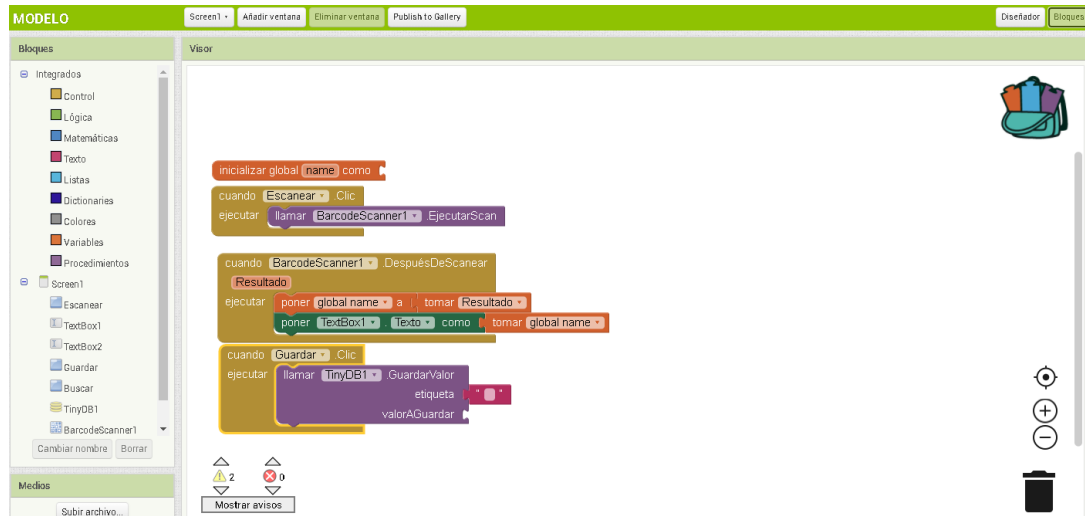 MODELO
Screen1 Añadir ventana Eliminar ventana Publish to Gallery Diseñador Bloques
Bloques
Integrados
Control
Lógica
Matemáticas
Texto
Listas
Dictionaries
Colores
Variables
Procedimientos
Screen1
Escanear
TextBox1
TextBox2
Guardar
Buscar
TinyDB1
BarcodeScanner1
Cambiar nombre Borrar
Medios
Subir archivo...
Visor
inicializar global name como
cuando Escanear .Clic
ejecutar llamar BarcodeScanner1 .EjecutarScan
cuando BarcodeScanner1 .DespuésDeScanear
Resultado
ejecutar poner global name a tomar Resultado
poner TextBox1 . Texto como tomar global name
cuando Guardar .Clic
ejecutar llamar TinyDB1 .GuardarValor
etiqueta " "
valorAGuardar
2 0
Mostrar avisos